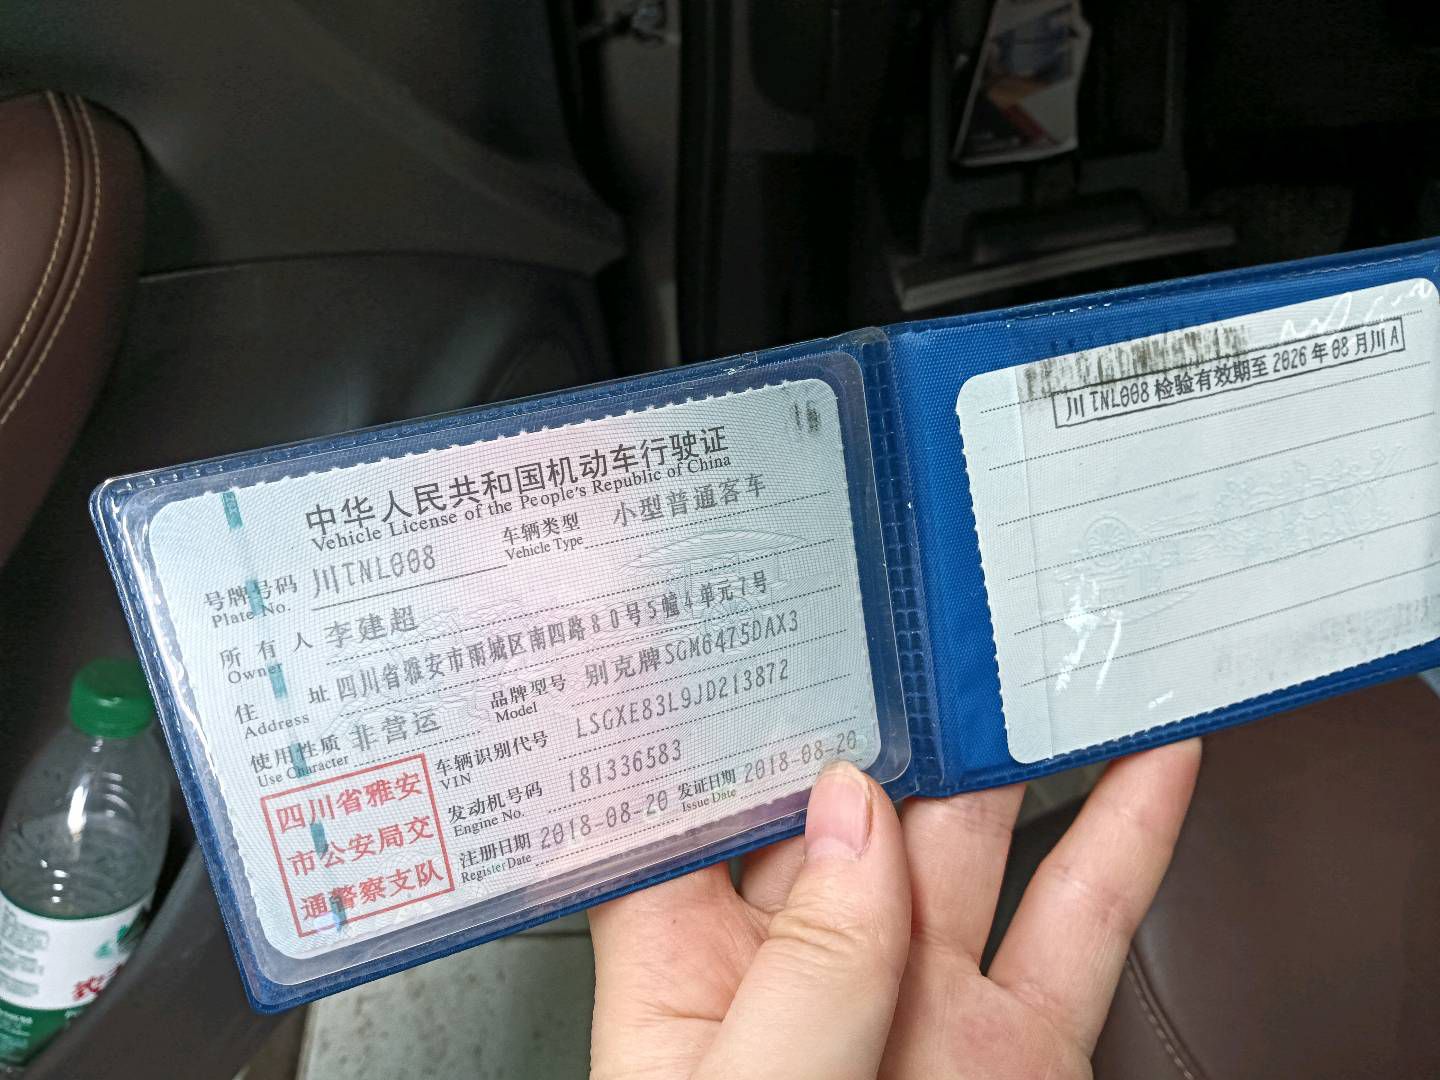 中华人民共和国机动车行驶证
Vehicle License of the People's Republic of China
号牌号码 川TNL008 车辆类型 小型普通客车
Plate No. Vehicle Type
所有人 李建超
Owner
住址 四川省雅安市雨城区南四路80号5幢4单元7号
Address
使用性质 非营运 品牌型号 别克牌SGM6475DAX3
Use Character Model
车辆识别代号 LSGXE83L9JD213872
VIN
发动机号码 181336583
Engine No.
注册日期 2018-08-20 发证日期 2018-08-20
Register Date Issue Date
四川省雅安
市公安局交
通警察支队
川TNL008 检验有效期至 2026年08月川A